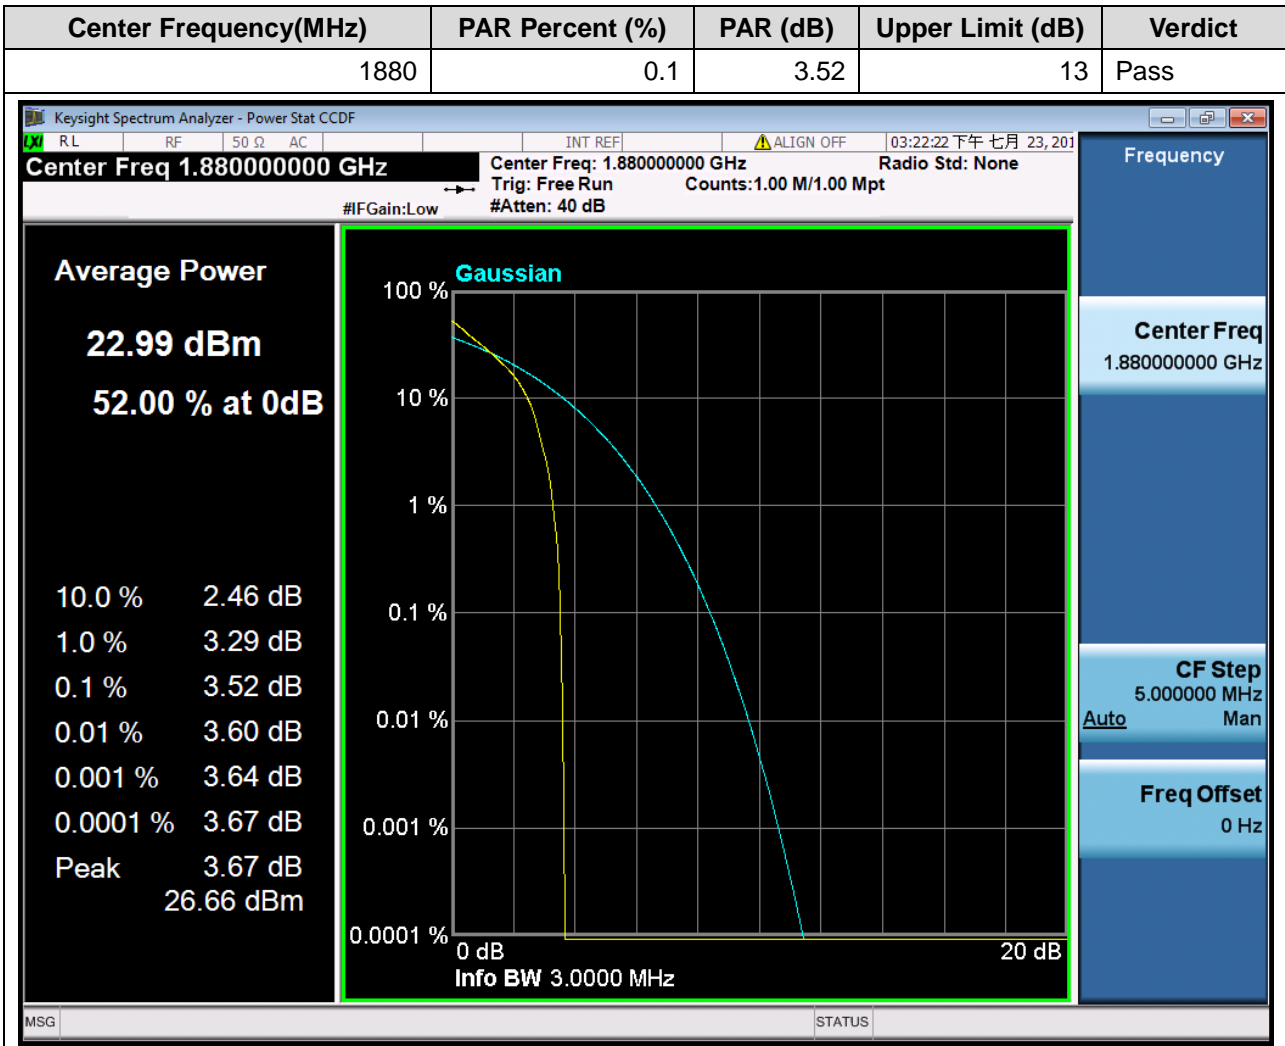 Center Frequency(MHz) PAR Percent (%) PAR (dB) Upper Limit (dB) Verdict
1880 0.1 3.52 13 Pass
Keysight Spectrum Analyzer - Power Stat CCDF
LXI RL RF 50 Ω AC INT REF ALIGN OFF 03:22:22 下午 七月 23, 201
Center Freq 1.880000000 GHz
Center Freq: 1.880000000 GHz Radio Std: None
Trig: Free Run Counts:1.00 M/1.00 Mpt
#IFGain:Low #Atten: 40 dB
Average Power
22.99 dBm
52.00 % at 0dB
10.0 % 2.46 dB
1.0 % 3.29 dB
0.1 % 3.52 dB
0.01 % 3.60 dB
0.001 % 3.64 dB
0.0001 % 3.67 dB
Peak 3.67 dB
26.66 dBm
Gaussian
100 %
10 %
1 %
0.1 %
0.01 %
0.001 %
0.0001 %
0 dB 20 dB
Info BW 3.0000 MHz
Frequency
Center Freq
1.880000000 GHz
CF Step
5.000000 MHz
Auto Man
Freq Offset
0 Hz
MSG STATUS